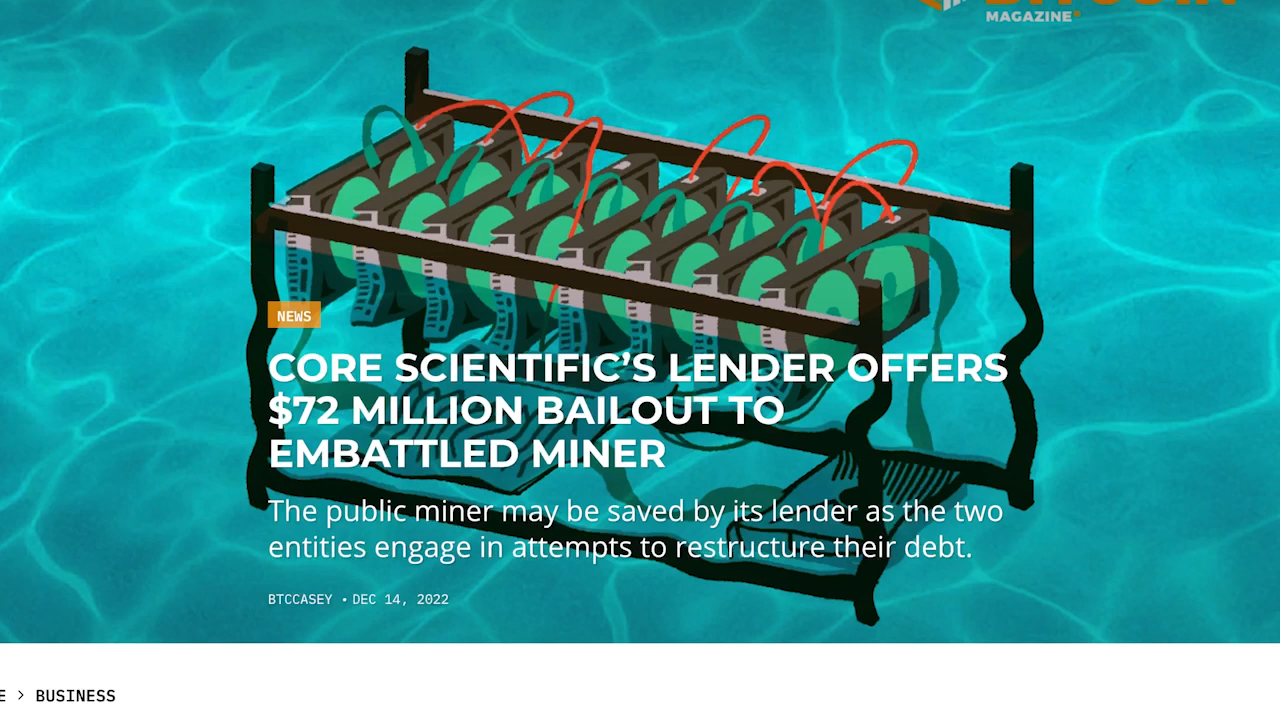 MAGAZINE
NEWS
CORE SCIENTIFIC’S LENDER OFFERS
$72 MILLION BAILOUT TO
EMBATTLED MINER
The public miner may be saved by its lender as the two
entities engage in attempts to restructure their debt.
BTCCASEY • DEC 14, 2022
E > BUSINESS